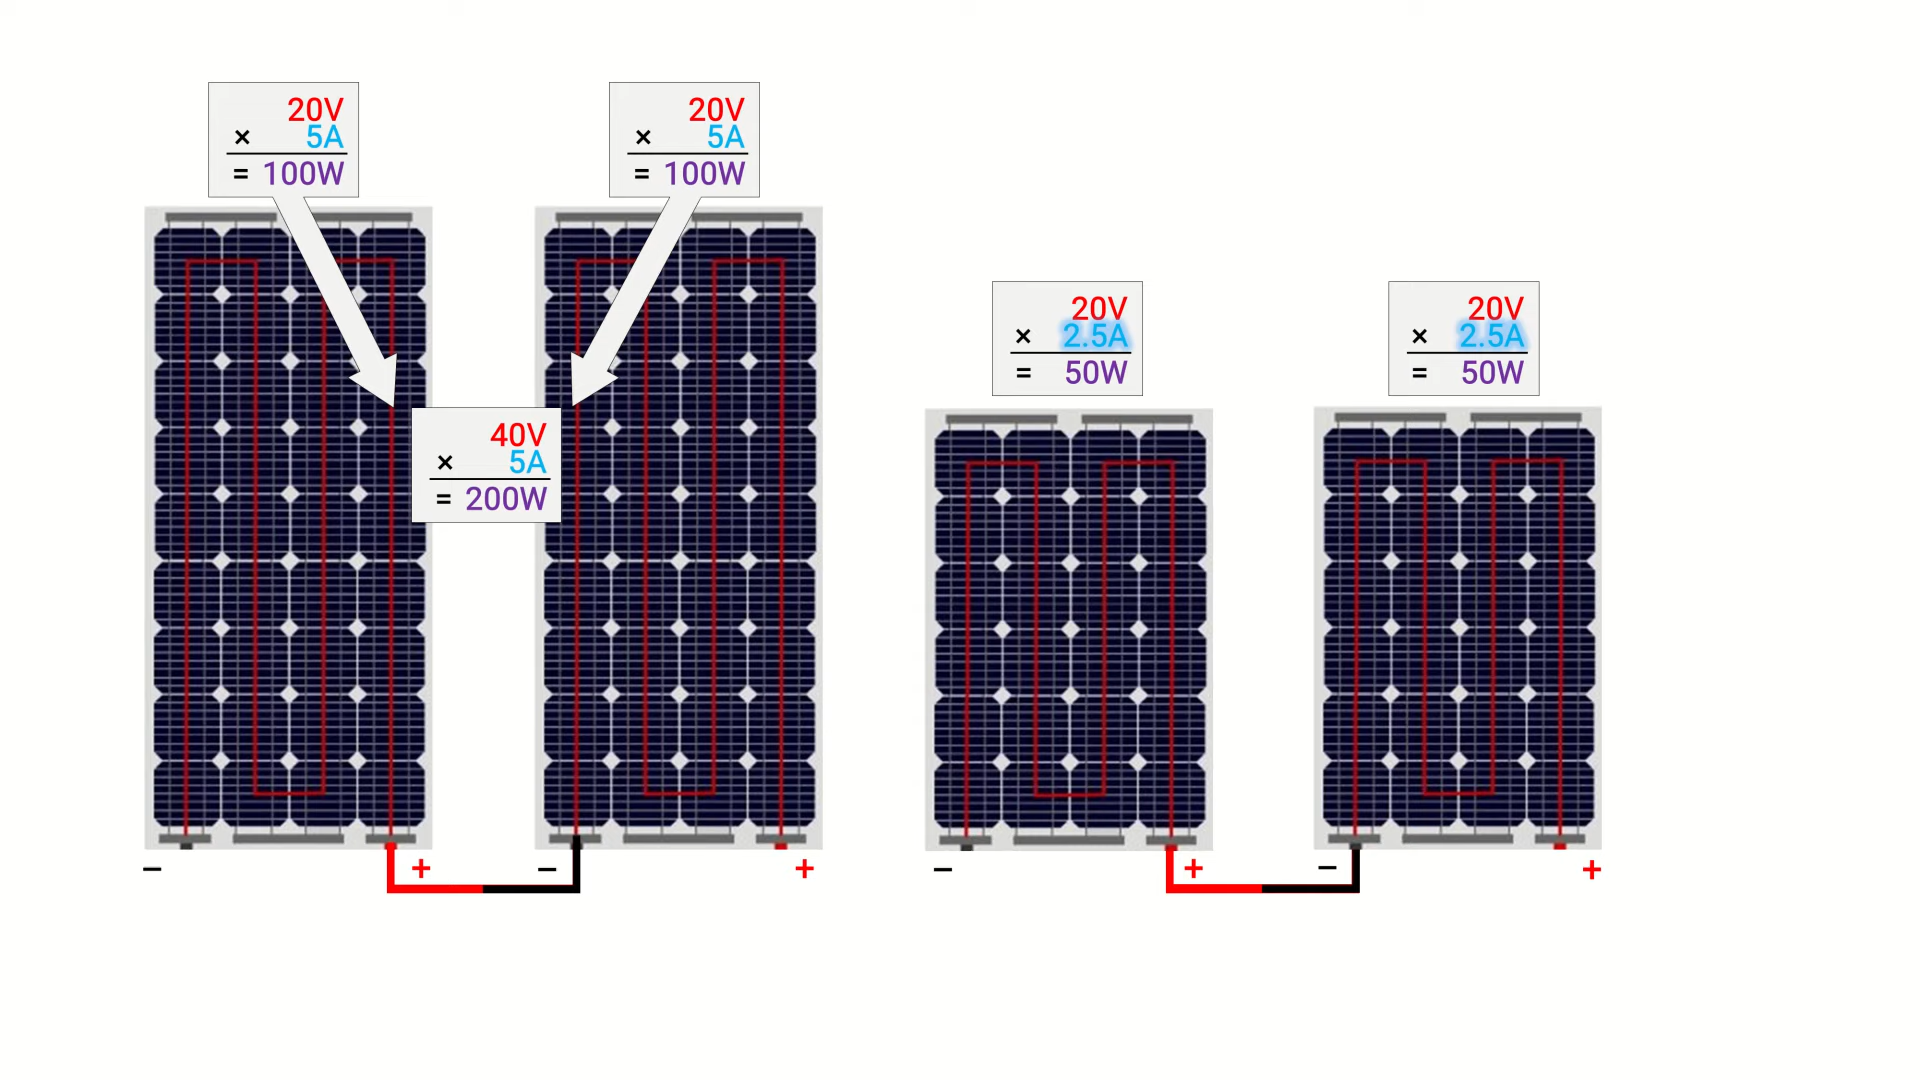 20V
× 5A
= 100W
20V
× 5A
= 100W
40V
× 5A
= 200W
20V
× 2.5A
= 50W
20V
× 2.5A
= 50W
− + − +
− + − +